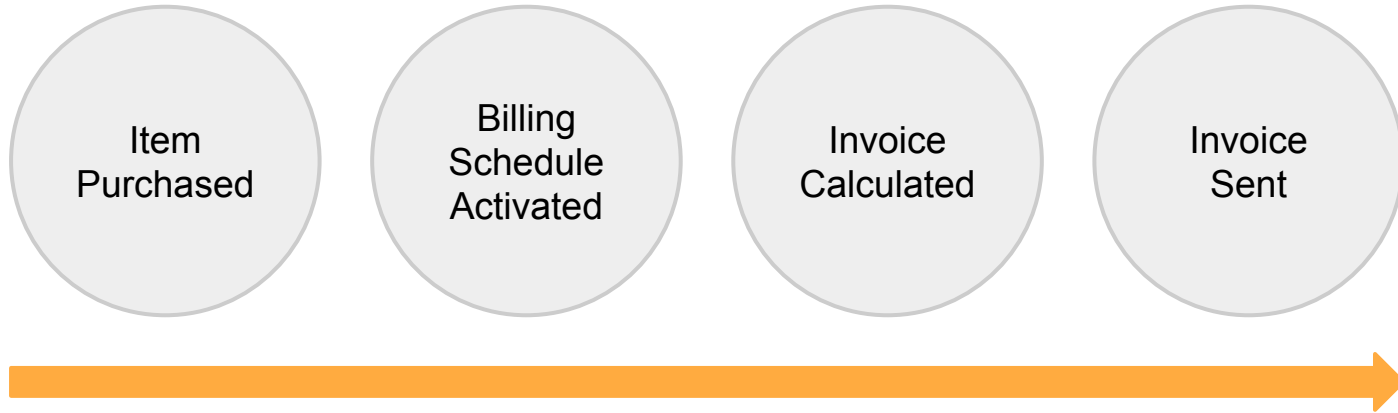 Item
Purchased
Billing
Schedule
Activated
Invoice
Calculated
Invoice
Sent